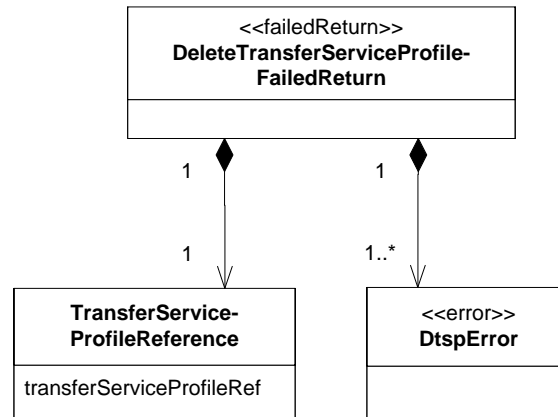 <<failedReturn>>
DeleteTransferServiceProfile-
FailedReturn
1
1
1
1..*
TransferService-
ProfileReference
transferServiceProfileRef
<<error>>
DtspError